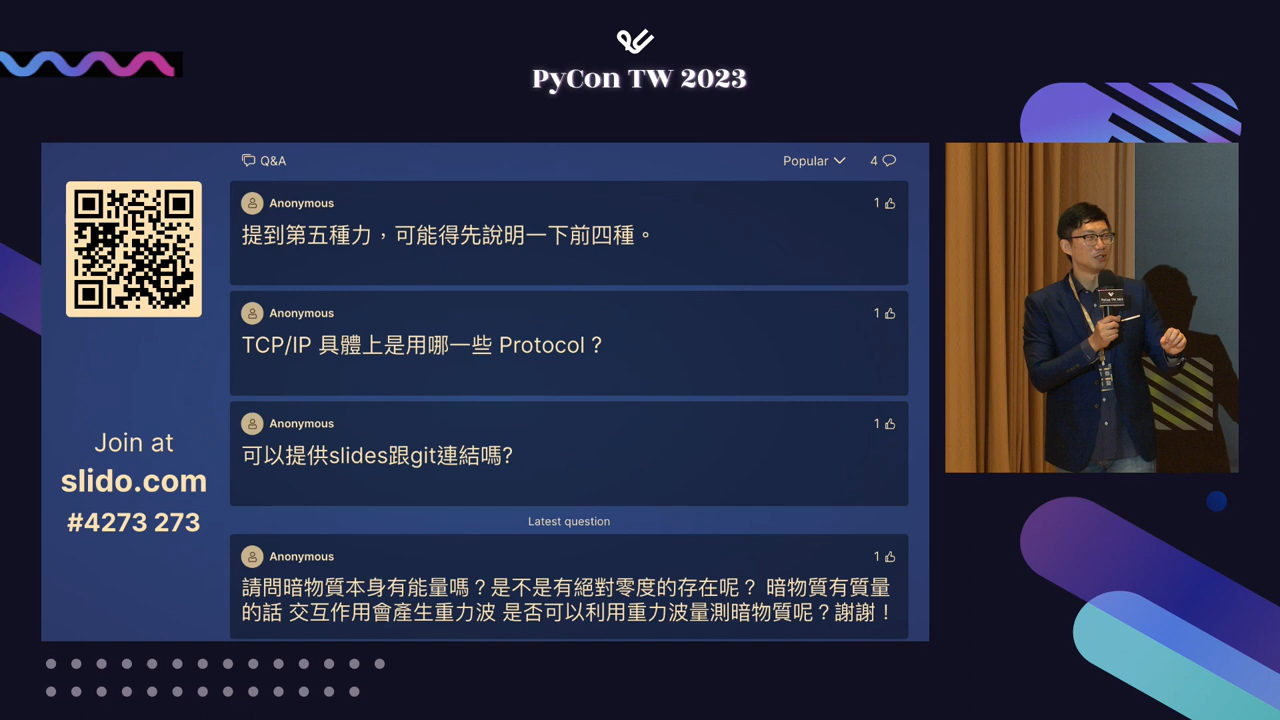 PyCon TW 2023
Q&A
Popular
4
Anonymous
1
提到第五種力，可能得先說明一下前四種。
Anonymous
1
TCP/IP 具體上是用哪一些 Protocol？
Anonymous
1
可以提供slides跟git連結嗎?
Latest question
Anonymous
1
請問暗物質本身有能量嗎？是不是有絕對零度的存在呢？ 暗物質有質量
的話 交互作用會產生重力波 是否可以利用重力波量測暗物質呢？謝謝！
Join at
slido.com
#4273 273